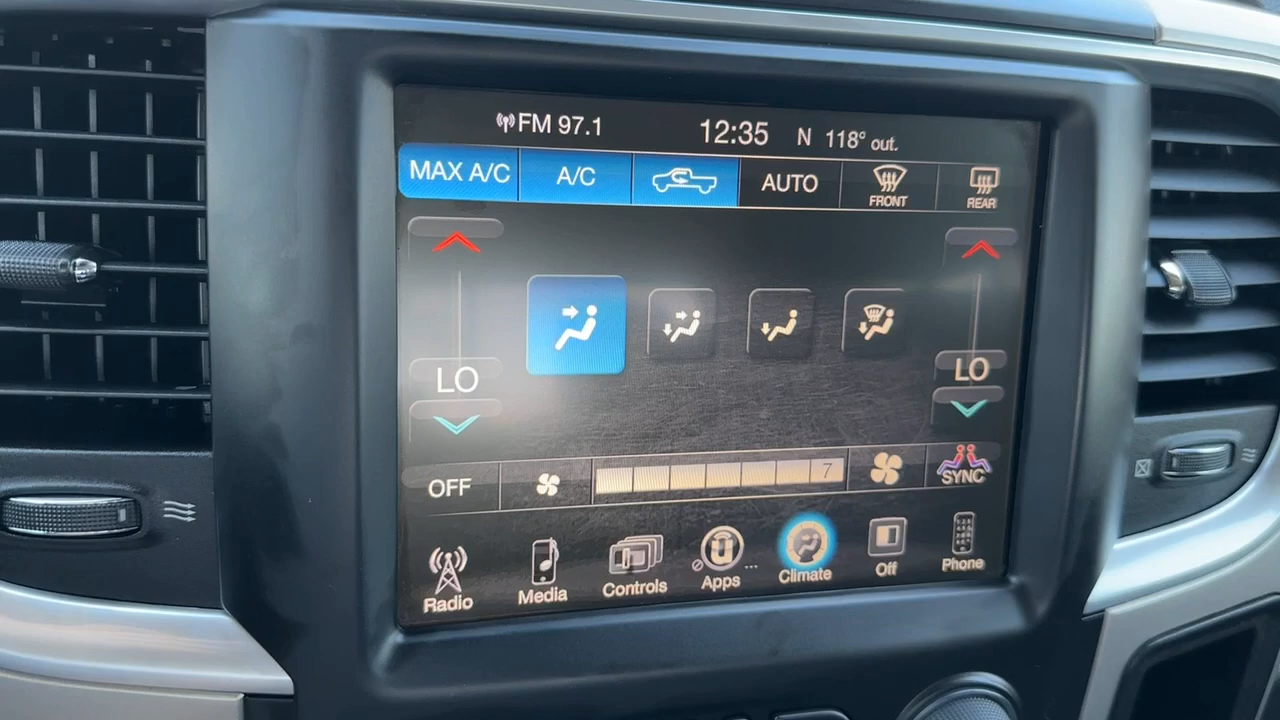 FM 97.1 12:35 N 118° out.
MAX A/C A/C AUTO FRONT REAR
LO LO
OFF 7 SYNC
Radio Media Controls Apps ... Climate Off Phone